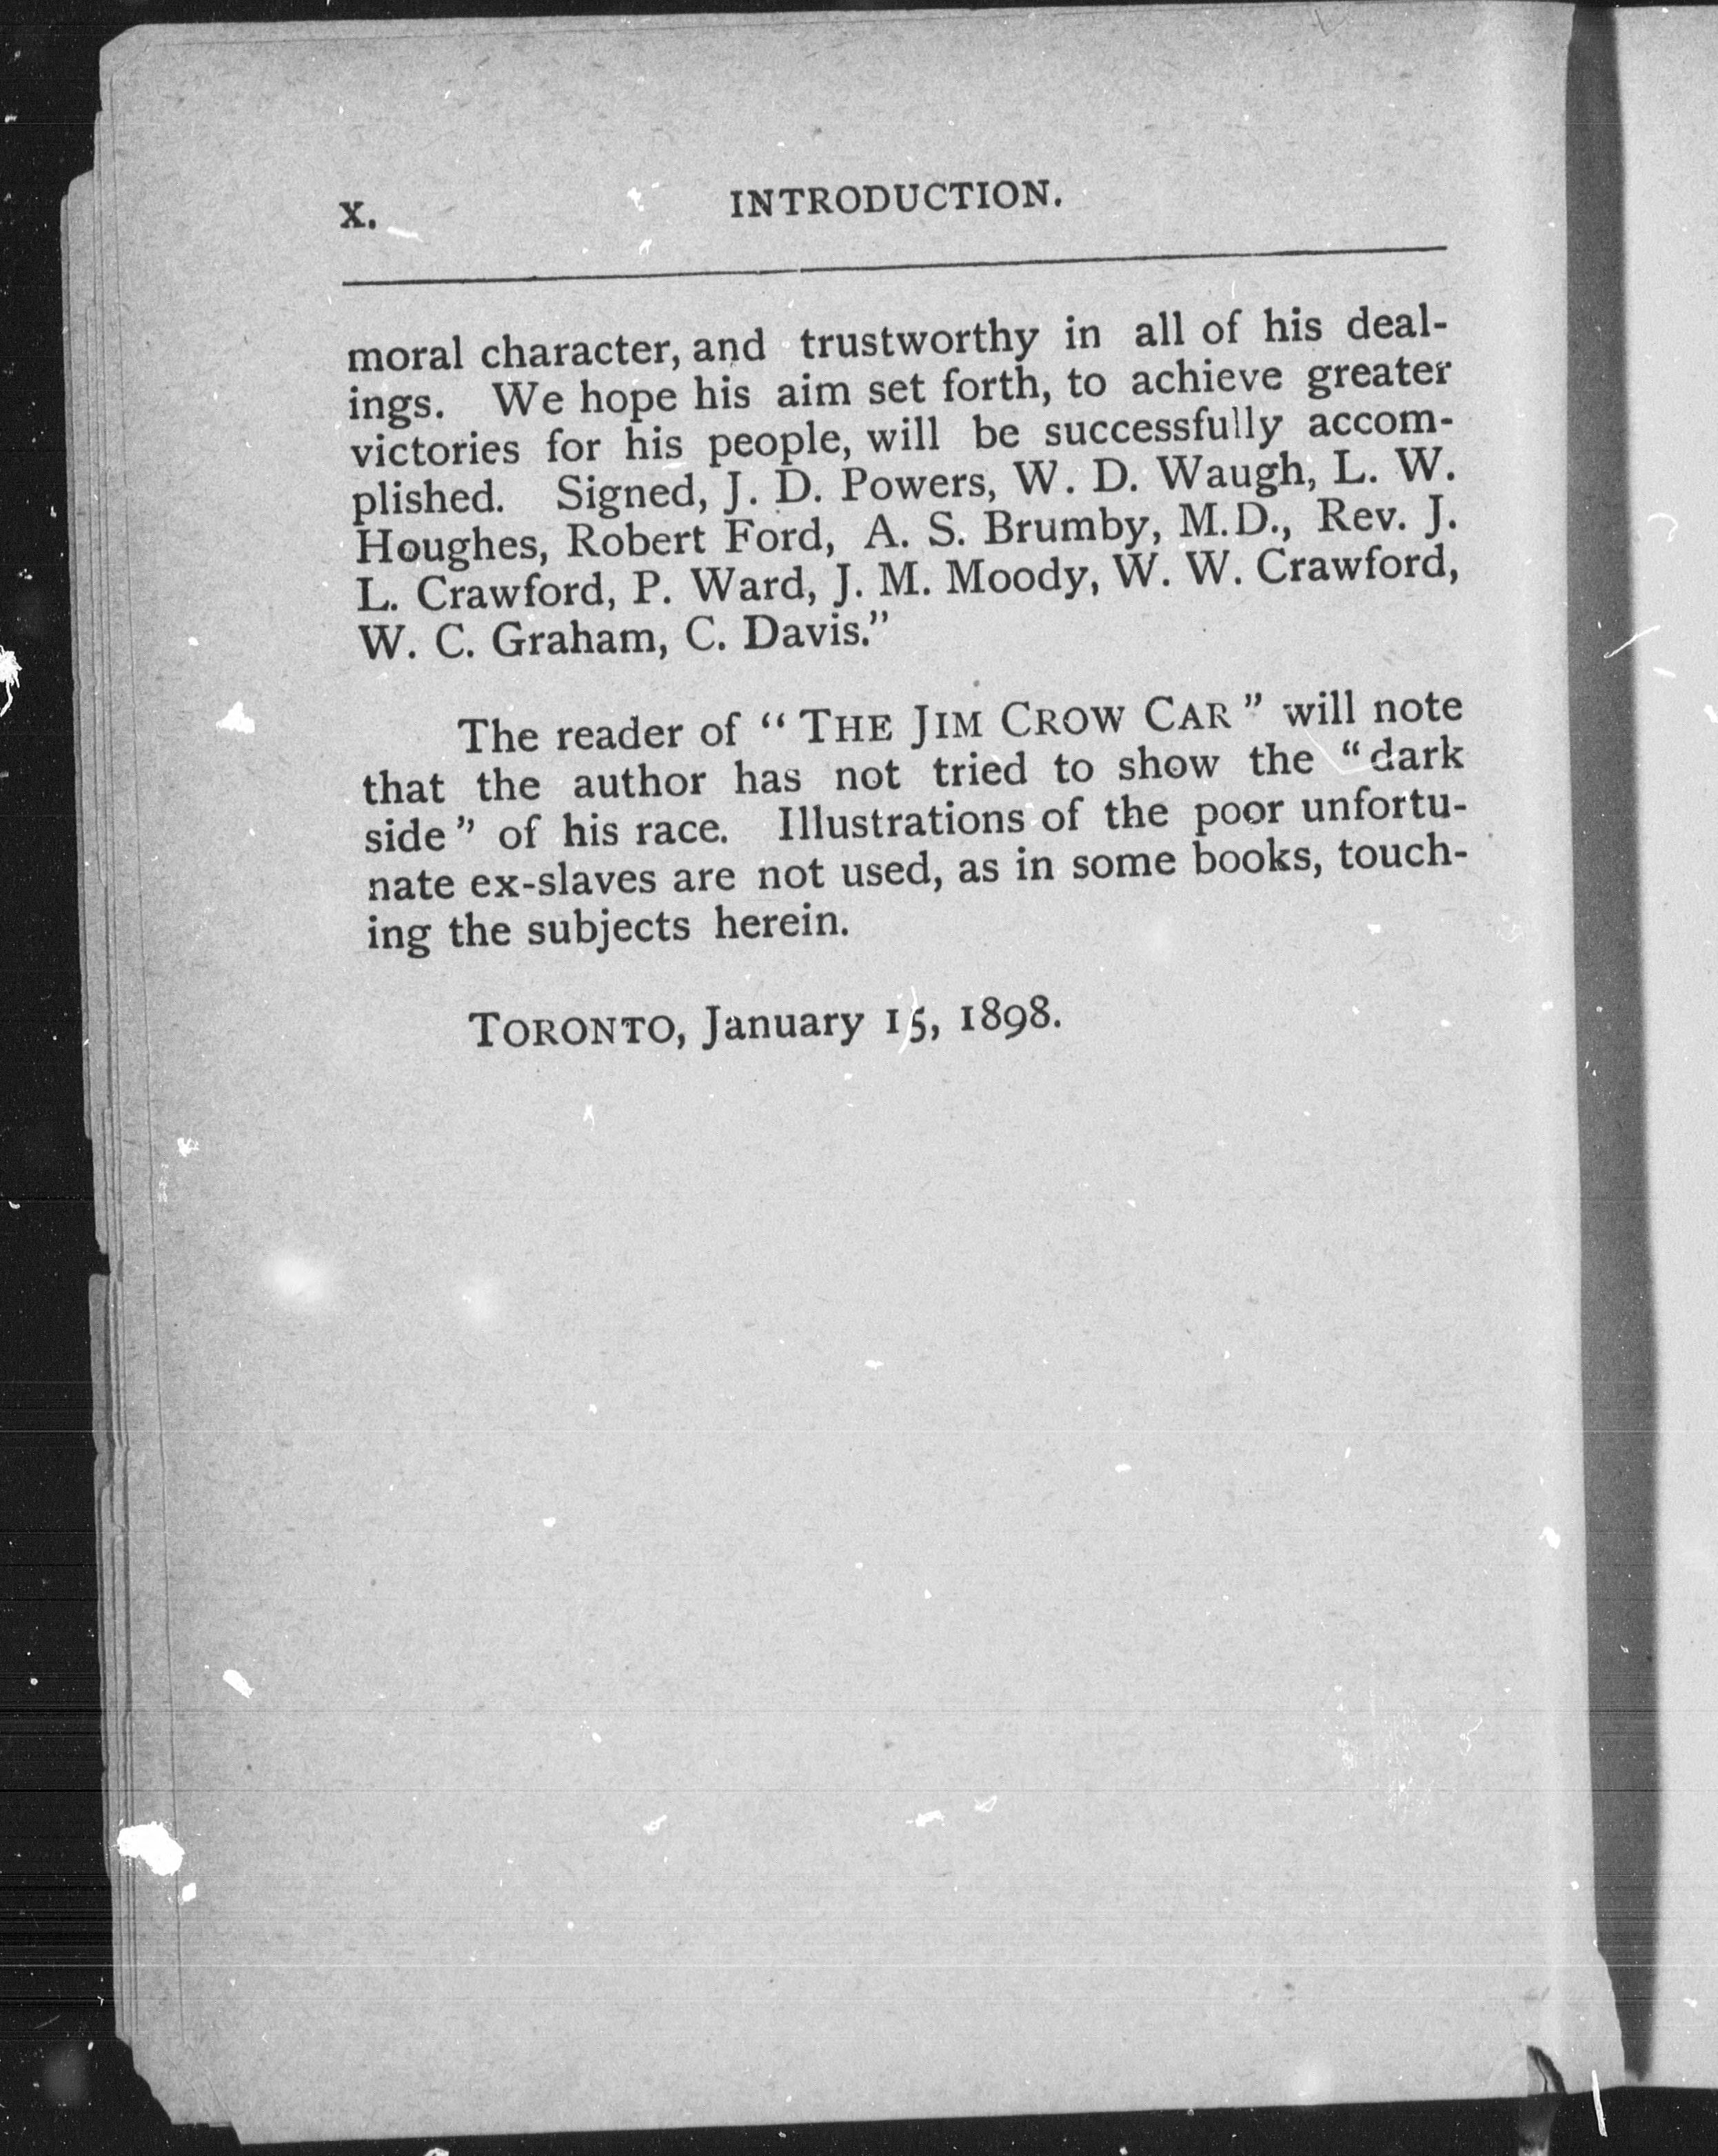 x. INTRODUCTION.
moral character, and trustworthy in all of his deal-
ings. We hope his aim set forth, to achieve greater
victories for his people, will be successfully accom-
plished. Signed, J. D. Powers, W. D. Waugh, L. W.
Houghes, Robert Ford, A. S. Brumby, M.D., Rev. J.
L. Crawford, P. Ward, J. M. Moody, W. W. Crawford,
W. C. Graham, C. Davis.”
The reader of “ THE JIM CROW CAR ” will note
that the author has not tried to show the “dark
side” of his race. Illustrations of the poor unfortu-
nate ex-slaves are not used, as in some books, touch-
ing the subjects herein.
TORONTO, January 15, 1898.